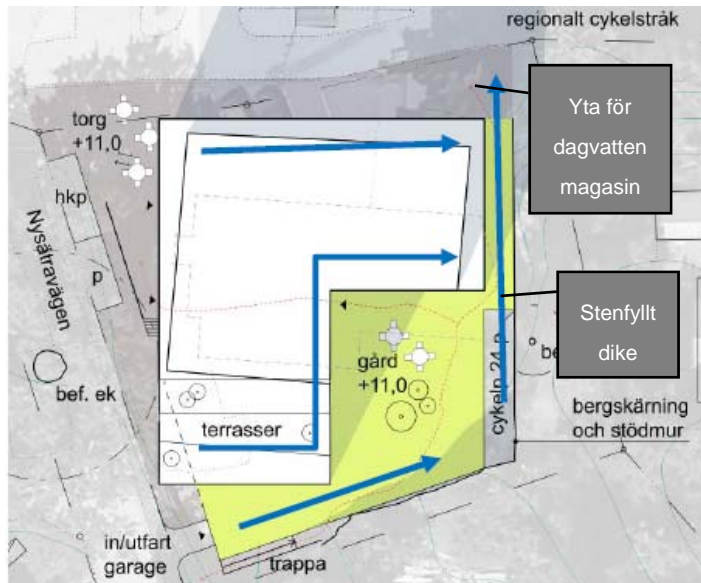 regionalt cykelstråk
Yta för
dagvatten
magasin
torg
+11,0
hkp
Nysätravägen
p
Stenfyllt
dike
gård
+11,0
cykelp 24 p
bef. ek
terrasser
bergskärning
och stödmur
in/utfart
garage
trappa